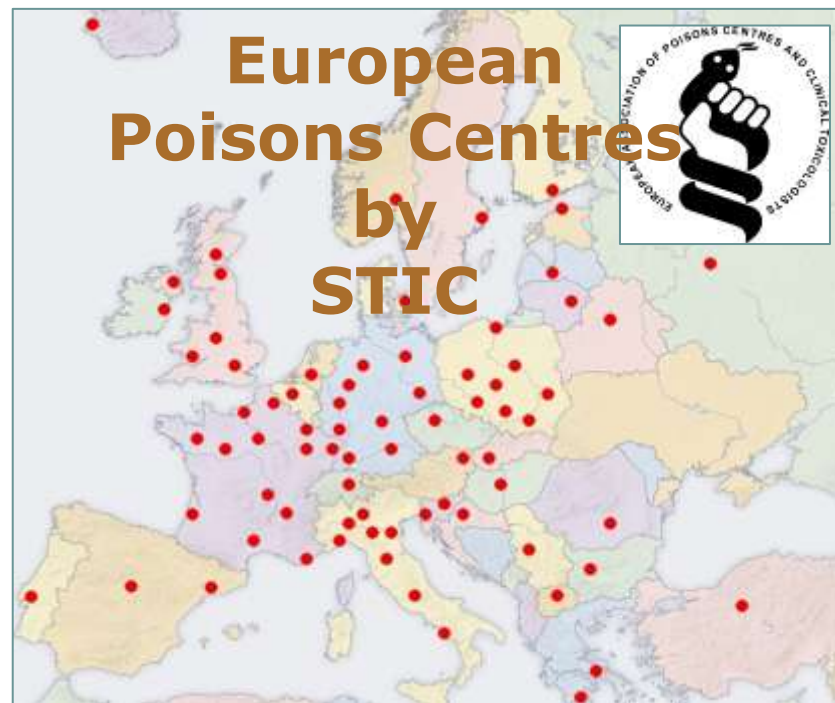 European
Poisons Centres
by
STIC
EUROPEAN ASSOCIATION OF POISONS CENTRES AND CLINICAL TOXICOLOGISTS